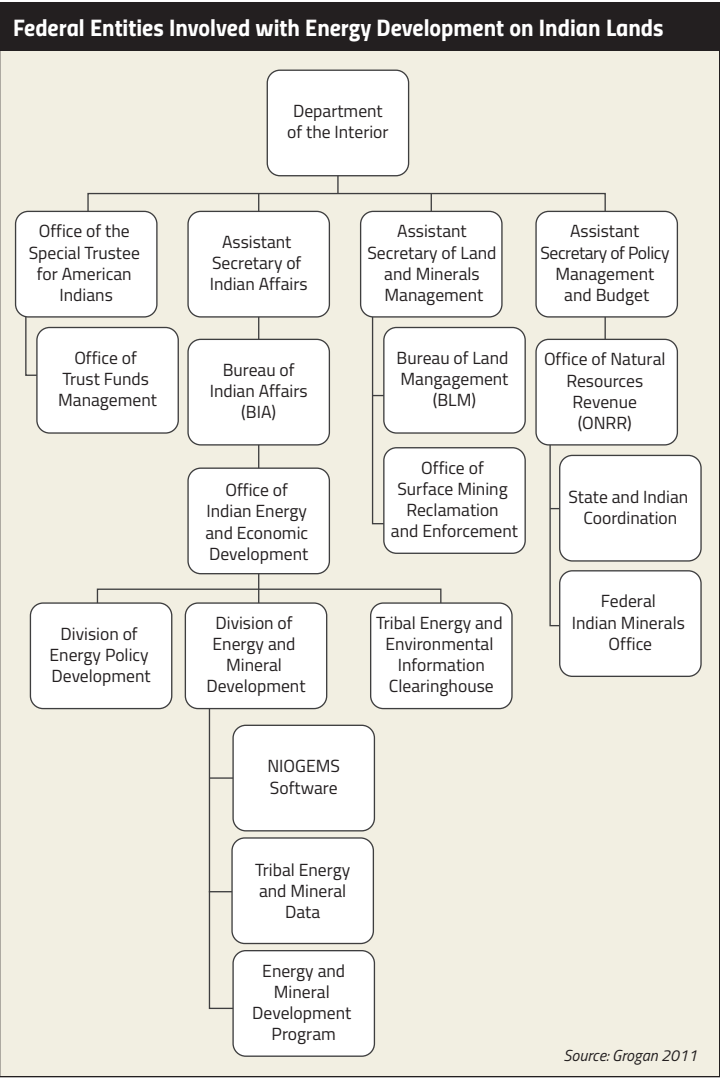 Federal Entities Involved with Energy Development on Indian Lands
Department
of the Interior
Office of the
Special Trustee
for American
Indians
Assistant
Secretary of
Indian Affairs
Assistant
Secretary of Land
and Minerals
Management
Assistant
Secretary of Policy
Management
and Budget
Office of
Trust Funds
Management
Bureau of
Indian Affairs
(BIA)
Bureau of Land
Mangagement
(BLM)
Office of Natural
Resources
Revenue
(ONRR)
Office of
Indian Energy
and Economic
Development
Office of
Surface Mining
Reclamation
and Enforcement
State and Indian
Coordination
Federal
Indian Minerals
Office
Division of
Energy Policy
Development
Division of
Energy and
Mineral
Development
Tribal Energy and
Environmental
Information
Clearinghouse
NIOGEMS
Software
Tribal Energy
and Mineral
Data
Energy and
Mineral
Development
Program
Source: Grogan 2011